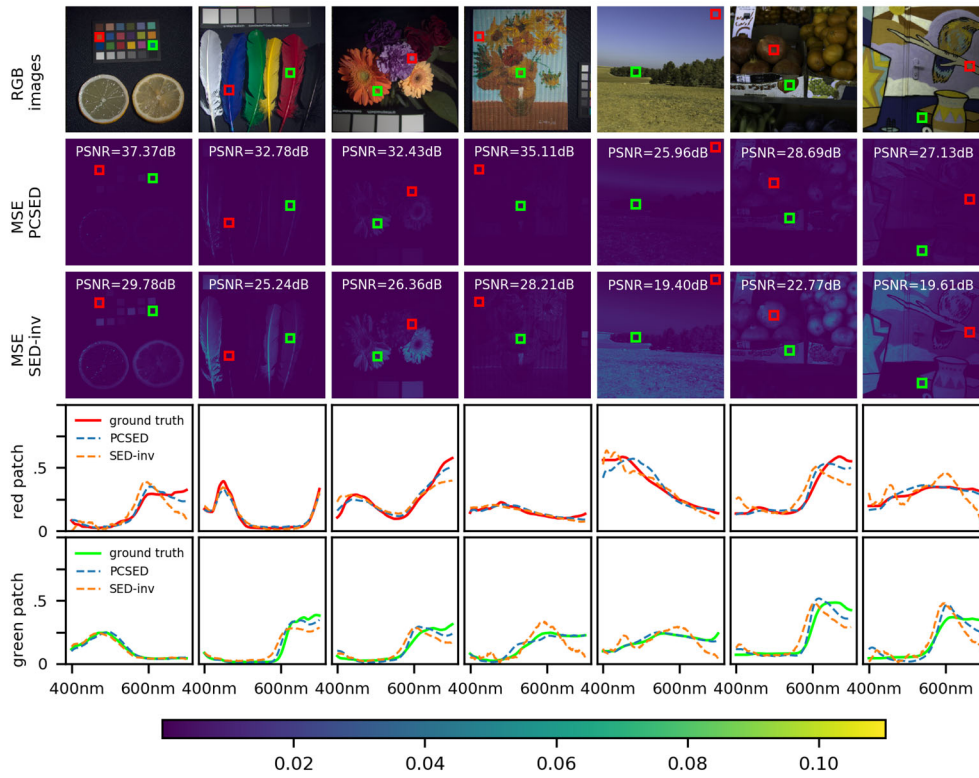 RGB
images
MSE
PCSED
PSNR=37.37dB PSNR=32.78dB PSNR=32.43dB PSNR=35.11dB PSNR=25.96dB PSNR=28.69dB PSNR=27.13dB
MSE
SED-inv
PSNR=29.78dB PSNR=25.24dB PSNR=26.36dB PSNR=28.21dB PSNR=19.40dB PSNR=22.77dB PSNR=19.61dB
red patch
.5
0
ground truth
PCSED
SED-inv
green patch
.5
0
ground truth
PCSED
SED-inv
400nm 600nm 400nm 600nm 400nm 600nm 400nm 600nm 400nm 600nm 400nm 600nm 400nm 600nm
0.02 0.04 0.06 0.08 0.10